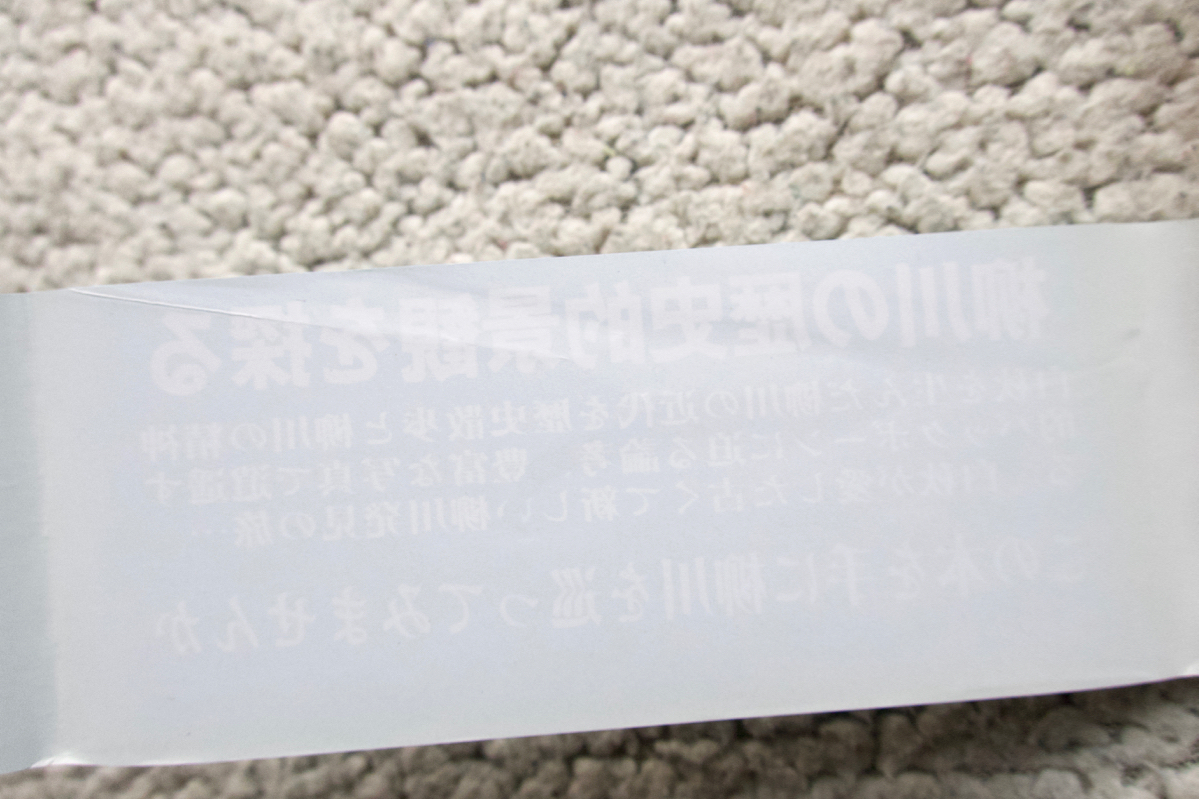 柳川の歴史的景観を探る
白秋を生んだ柳川の近代を歴史散歩と柳川の精神
的バックボーンに迫る論考。豊富な写真で逍遥す
る、白秋が愛した古くて新しい柳川発見の旅の…
この本を手に柳川を巡ってみませんか